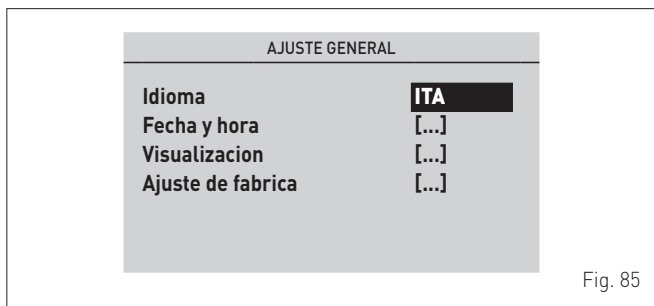 AJUSTE GENERAL
Idioma ITA
Fecha y hora [...]
Visualizacion [...]
Ajuste de fabrica [...]
Fig. 85